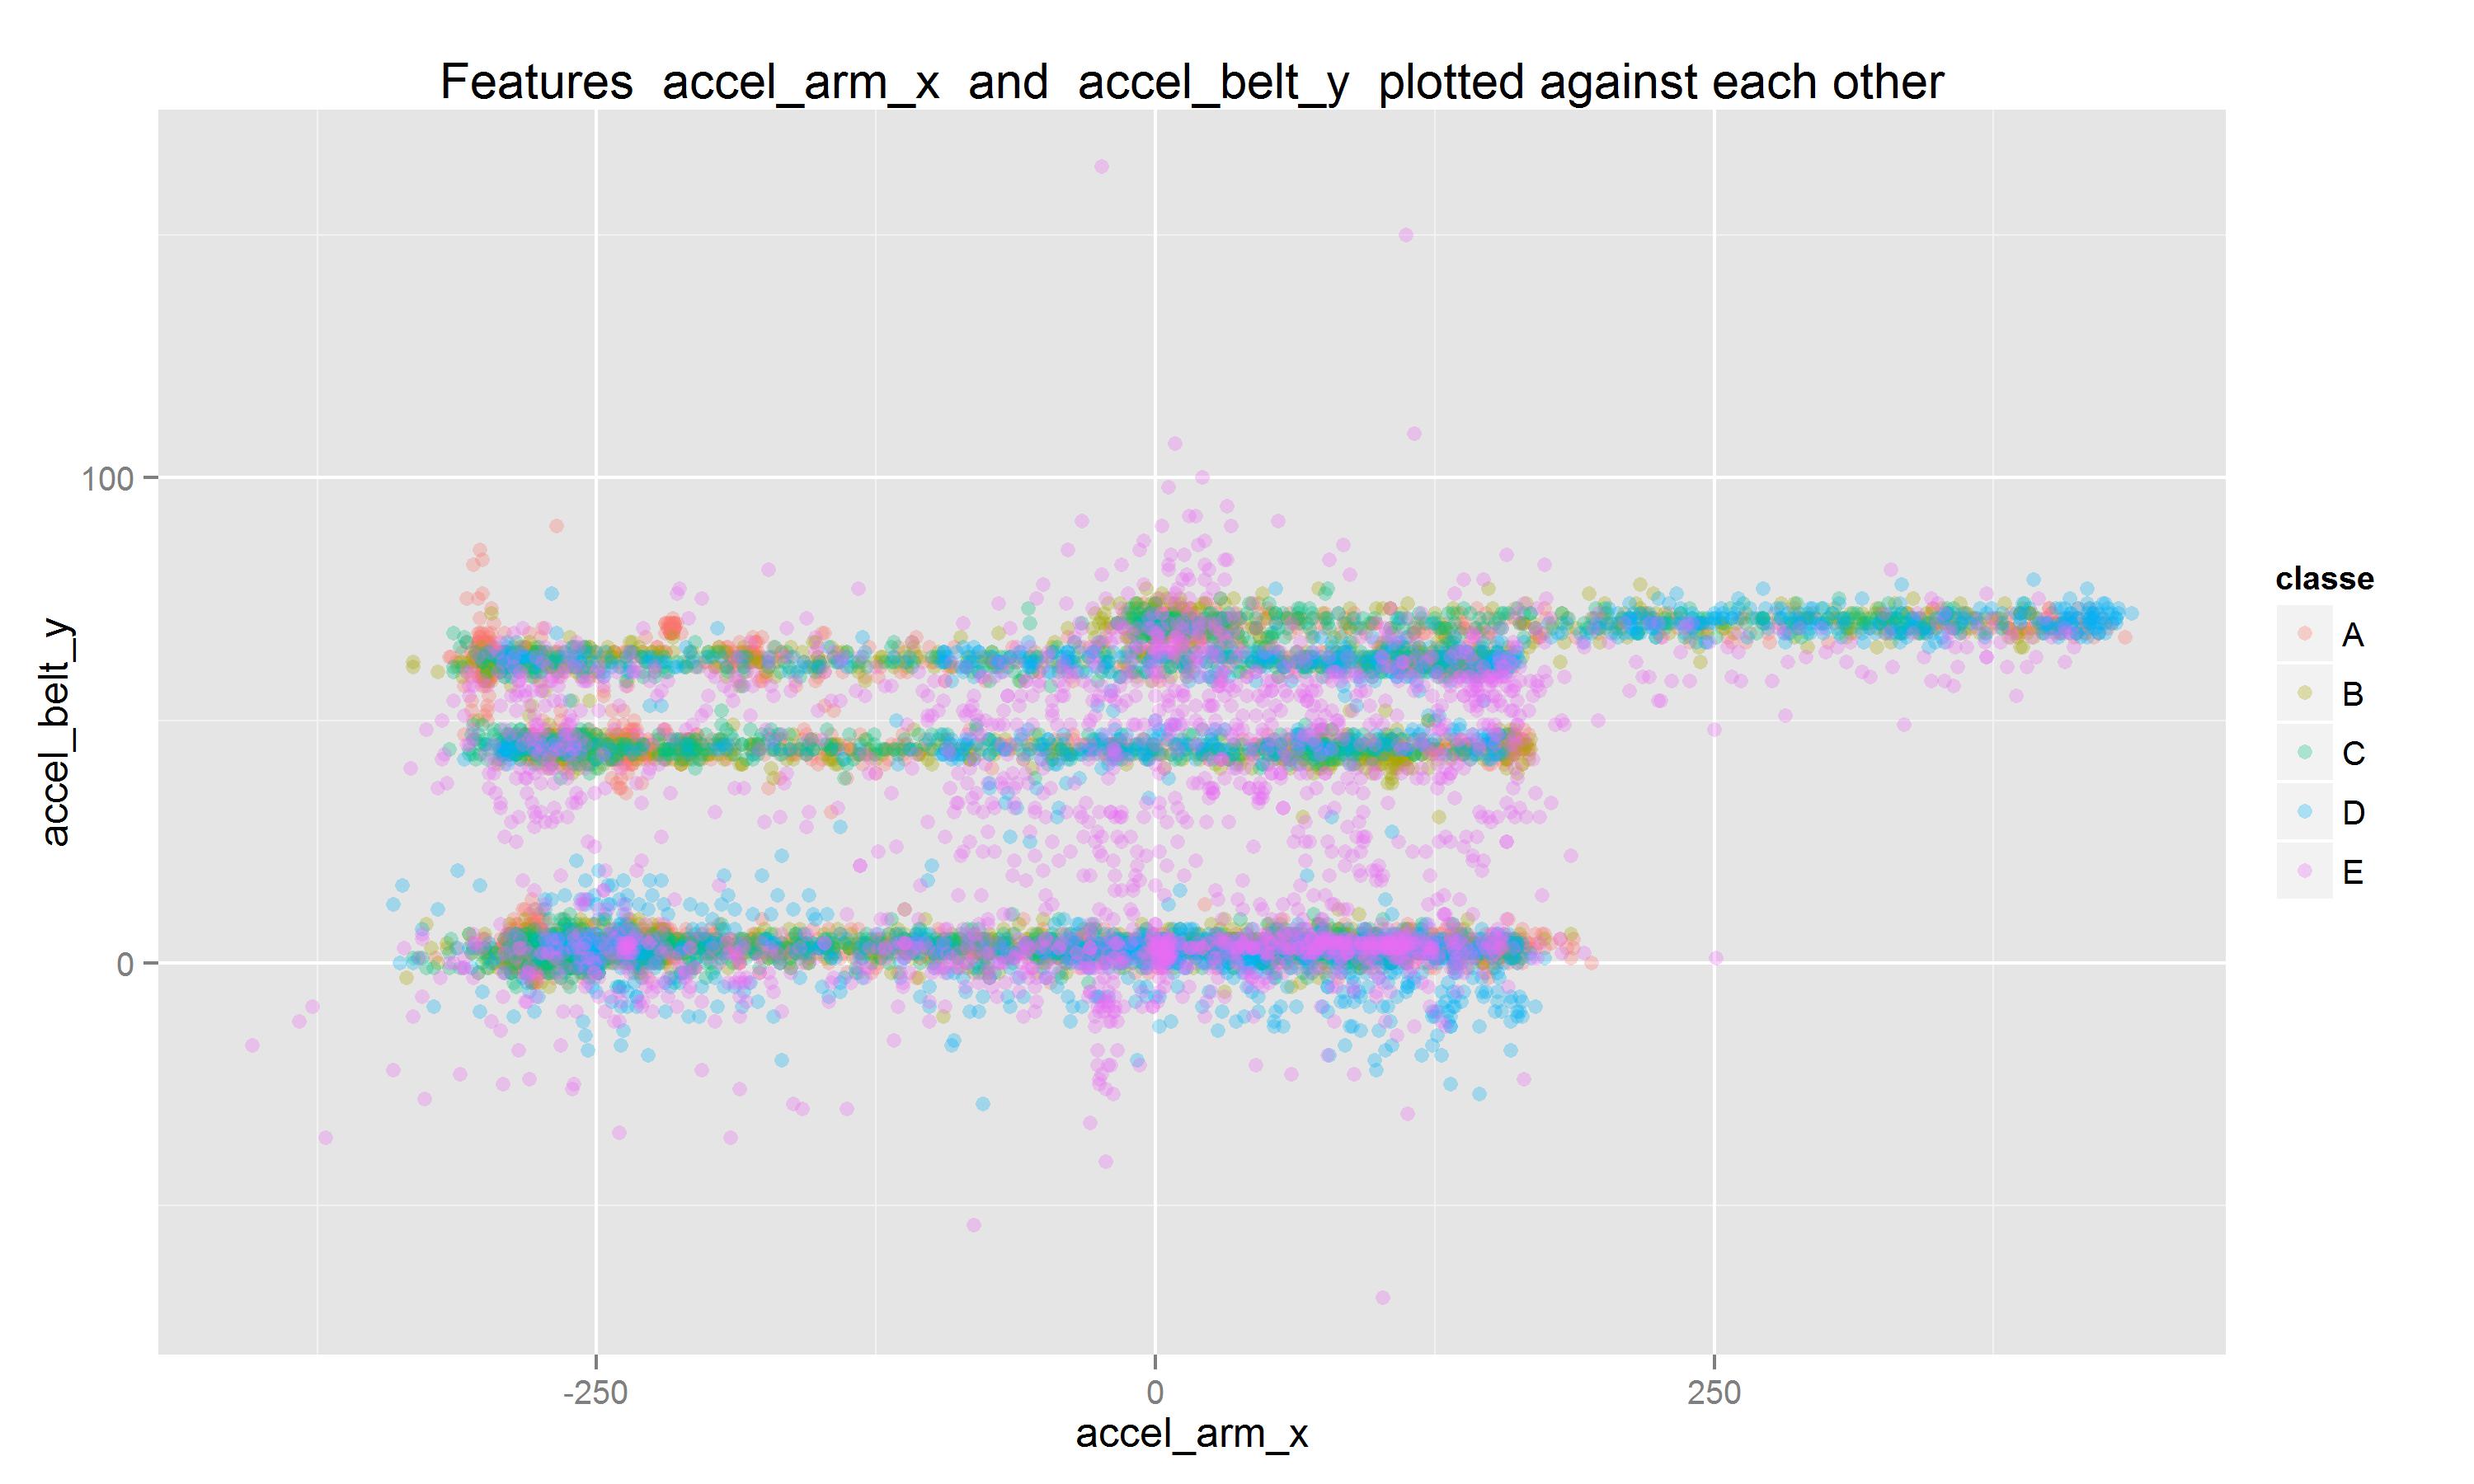 Features accel_arm_x and accel_belt_y plotted against each other
accel_belt_y
100
0
-250
0
250
accel_arm_x
classe
A
B
C
D
E